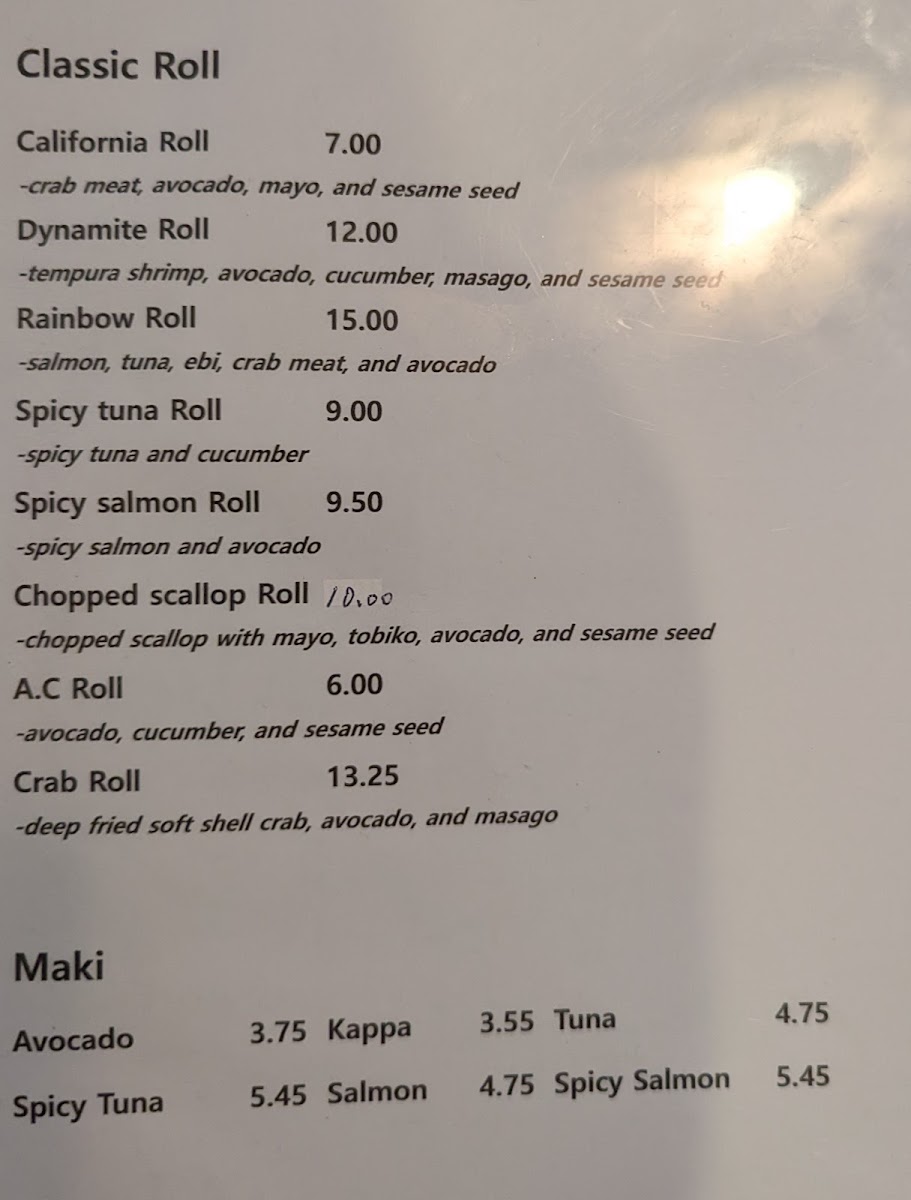 Classic Roll
California Roll 7.00
-crab meat, avocado, mayo, and sesame seed
Dynamite Roll 12.00
-tempura shrimp, avocado, cucumber, masago, and sesame seed
Rainbow Roll 15.00
-salmon, tuna, ebi, crab meat, and avocado
Spicy tuna Roll 9.00
-spicy tuna and cucumber
Spicy salmon Roll 9.50
-spicy salmon and avocado
Chopped scallop Roll 10.00
-chopped scallop with mayo, tobiko, avocado, and sesame seed
A.C Roll 6.00
-avocado, cucumber, and sesame seed
Crab Roll 13.25
-deep fried soft shell crab, avocado, and masago
Maki
Avocado 3.75 Kappa 3.55 Tuna 4.75
Spicy Tuna 5.45 Salmon 4.75 Spicy Salmon 5.45